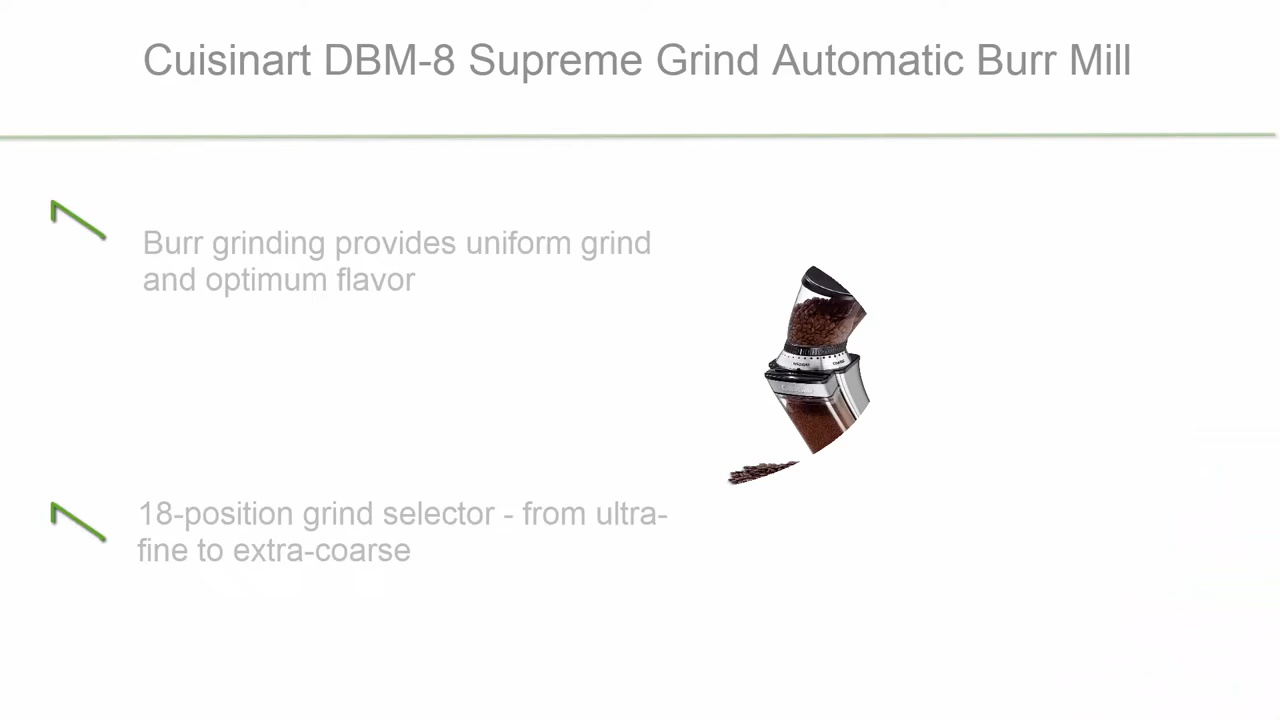 Cuisinart DBM-8 Supreme Grind Automatic Burr Mill
Burr grinding provides uniform grind
and optimum flavor
18-position grind selector - from ultra-
fine to extra-coarse